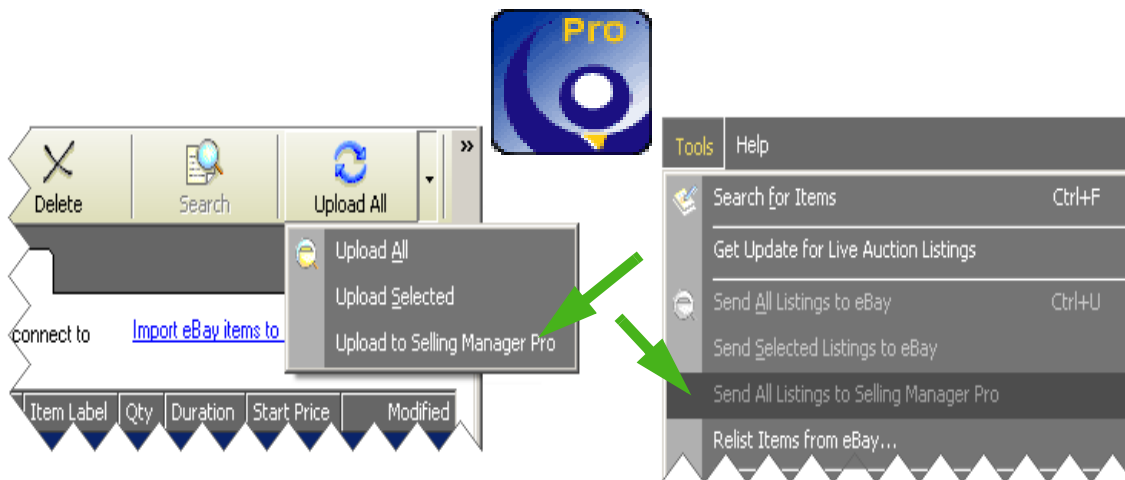 Pro
Delete
Search
Upload All
»
Upload All
Upload Selected
Upload to Selling Manager Pro
connect to
Import eBay items to
Item Label Qty Duration Start Price Modified
Tools Help
Search for Items Ctrl+F
Get Update for Live Auction Listings
Send All Listings to eBay Ctrl+U
Send Selected Listings to eBay
Send All Listings to Selling Manager Pro
Relist Items from eBay...